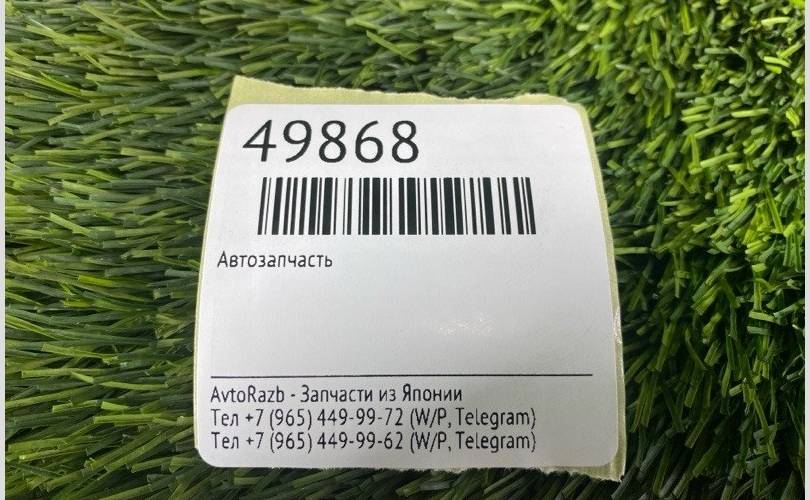 49868
Автозапчасть
AvtoRazb - Запчасти из Японии
Тел +7 (965) 449-99-72 (W/P, Telegram)
Тел +7 (965) 449-99-62 (W/P, Telegram)